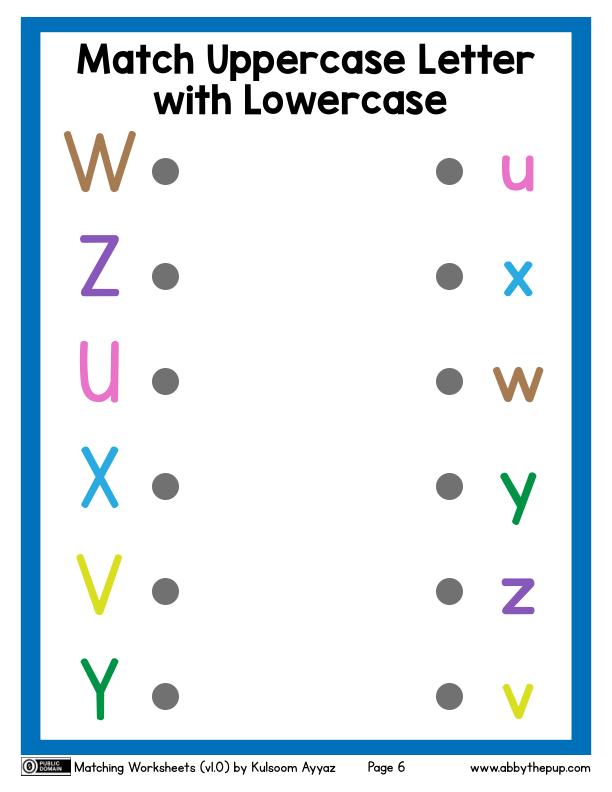 Match Uppercase Letter
with Lowercase
W u
Z x
U w
X y
V z
Y v
0 PUBLIC DOMAIN Matching Worksheets (v1.0) by Kulsoom Ayyaz Page 6 www.abbythepup.com